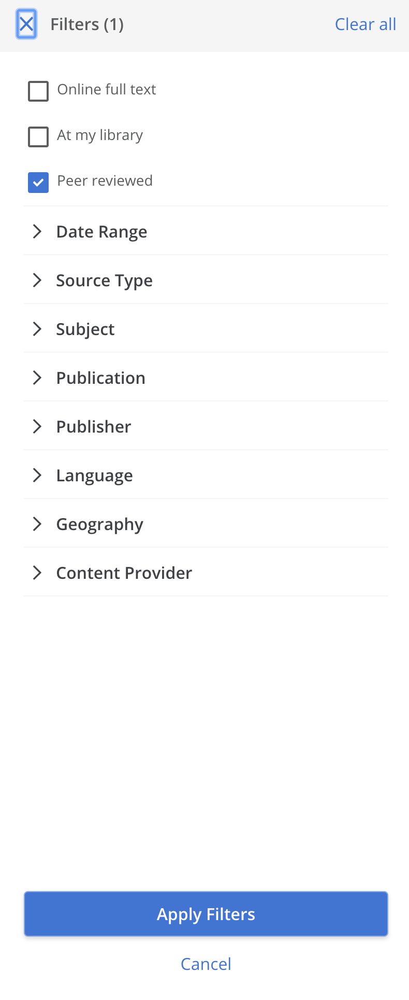 Filters (1)
Clear all
Online full text
At my library
Peer reviewed
Date Range
Source Type
Subject
Publication
Publisher
Language
Geography
Content Provider
Apply Filters
Cancel